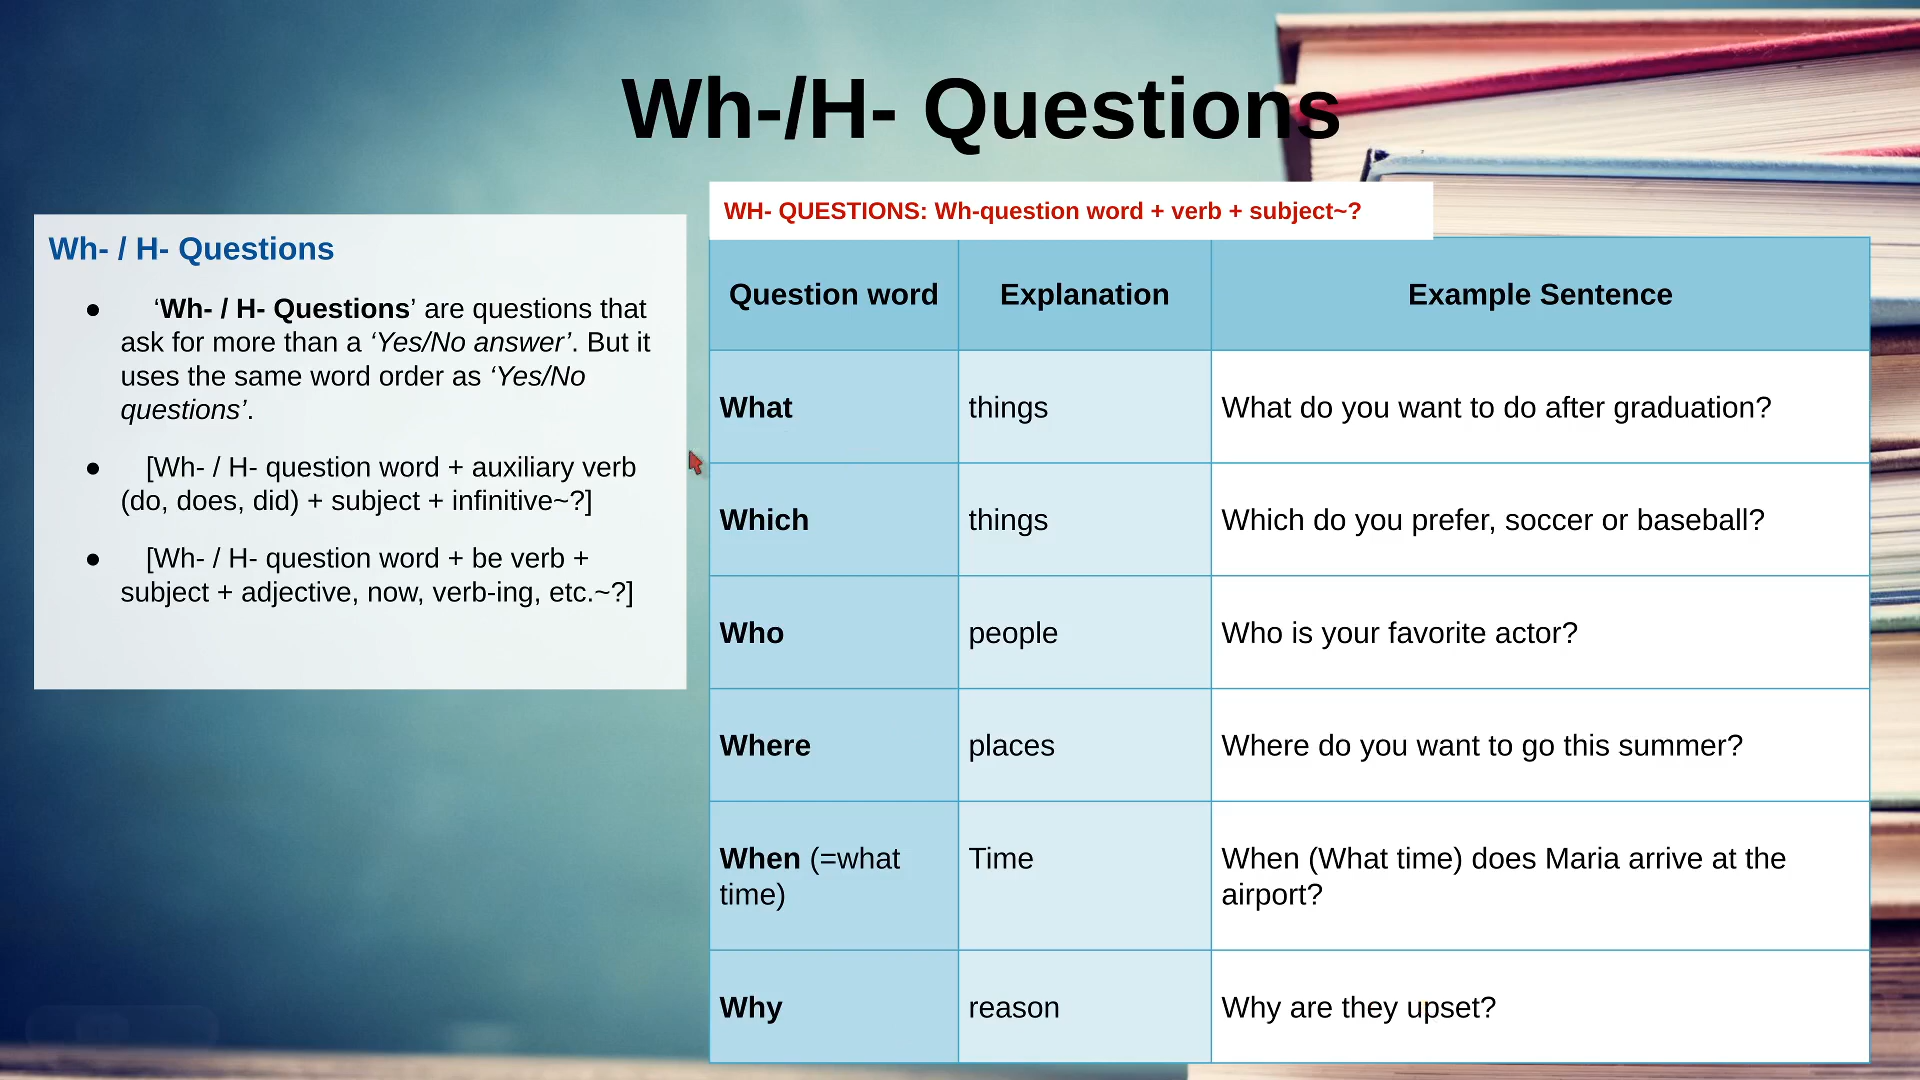 Wh-/H- Questions
Wh- / H- Questions
● ‘Wh- / H- Questions’ are questions that
ask for more than a ‘Yes/No answer’. But it
uses the same word order as ‘Yes/No
questions’.
● [Wh- / H- question word + auxiliary verb
(do, does, did) + subject + infinitive~?]
● [Wh- / H- question word + be verb +
subject + adjective, now, verb-ing, etc.~?]
WH- QUESTIONS: Wh-question word + verb + subject~?
Question word Explanation Example Sentence
What things What do you want to do after graduation?
Which things Which do you prefer, soccer or baseball?
Who people Who is your favorite actor?
Where places Where do you want to go this summer?
When (=what Time When (What time) does Maria arrive at the
time) airport?
Why reason Why are they upset?